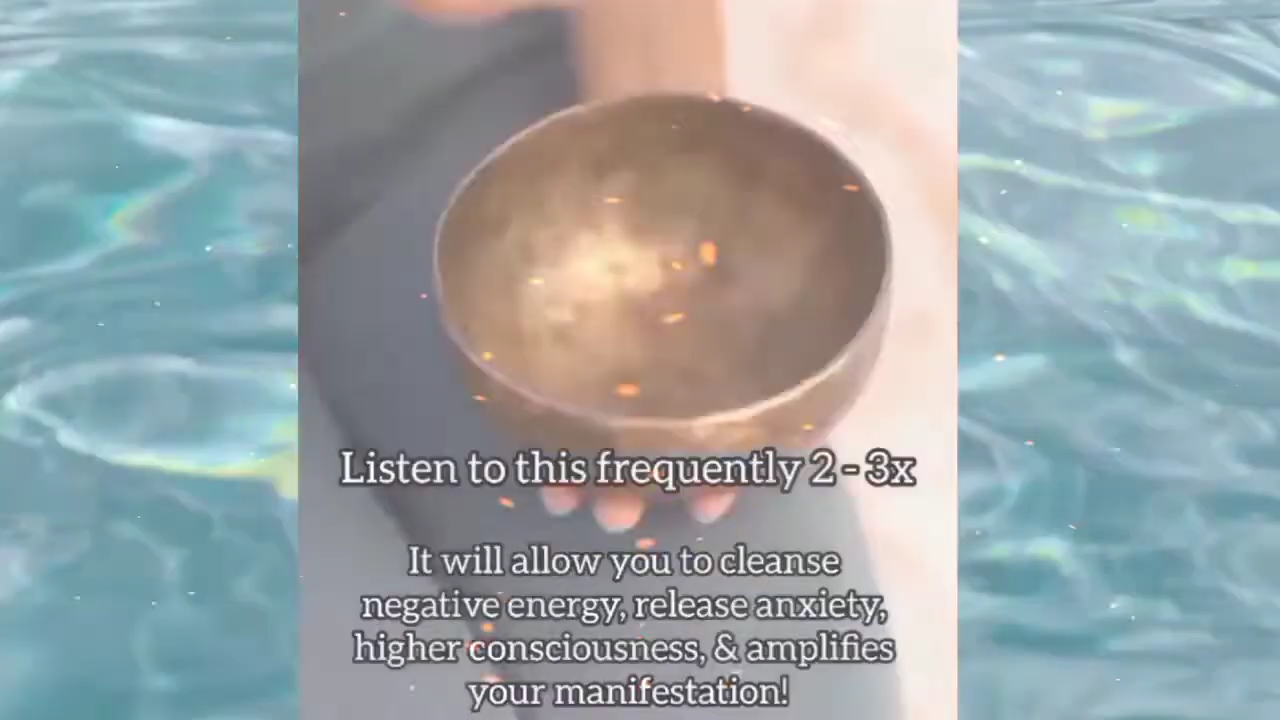 Listen to this frequently 2 - 3x
It will allow you to cleanse
negative energy, release anxiety,
higher consciousness, & amplifies
your manifestation!